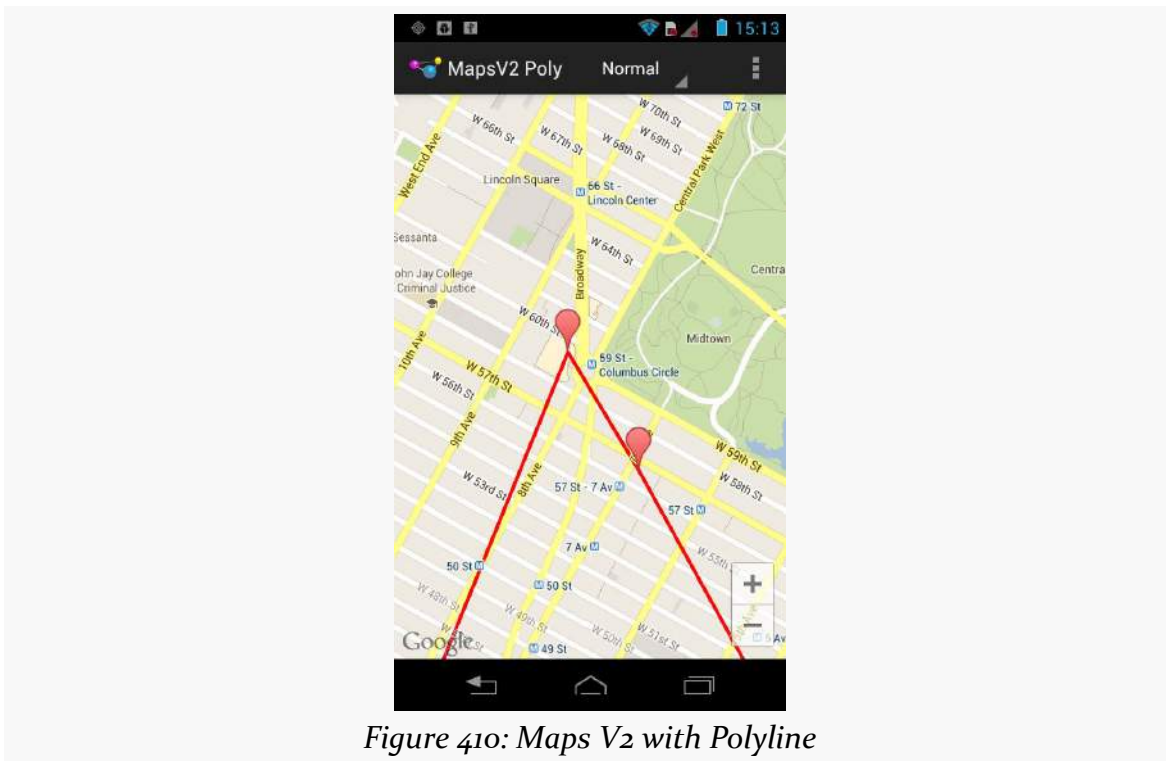 15:13
MapsV2 Poly
Normal
W 70th St
72 St
W 66th St
W 67th St
W 68th St
W 69th St
West End Ave
Central Park West
Lincoln Square
66 St -
Lincoln Center
Sessanta
W 64th St
Broadway
Centra
ohn Jay College
Criminal Justice
W 60th St
Midtown
10th Ave
59 St -
Columbus Circle
W 57th St
W 56th St
9th Ave
W 59th St
8th Ave
W 53rd St
57 St - 7 Av
W 58th St
57 St
7 Av
W 55th
50 St
50 St
W 48th St
W 49th St
W 50th St
W 51st St
5 Av
Google
49 St
Figure 410: Maps V2 with Polyline